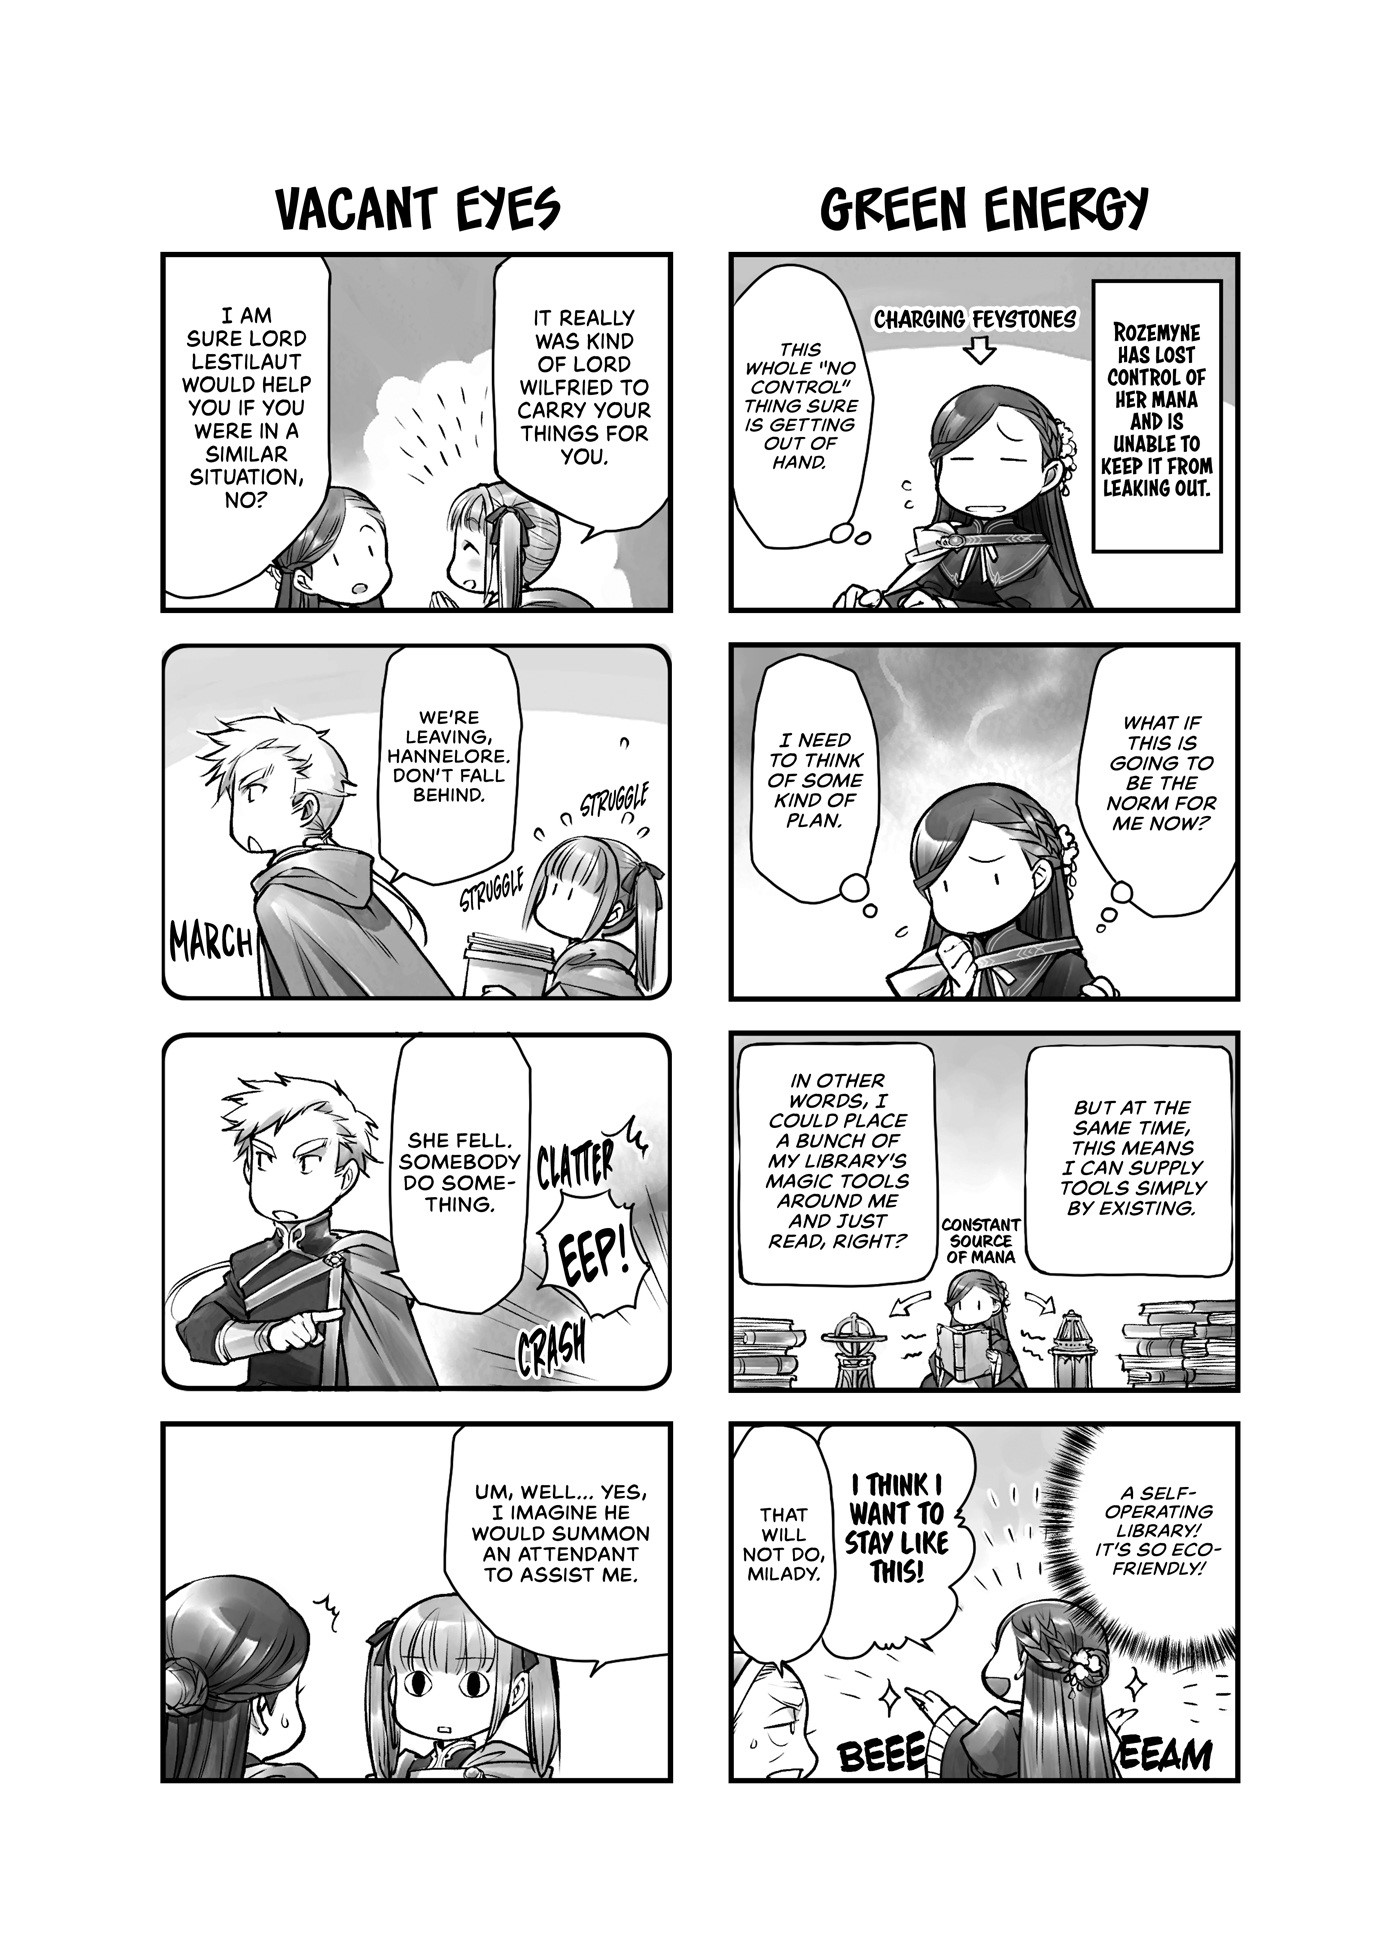 GREEN ENERGY
ROZEMYNE
HAS LOST
CONTROL OF
HER MANA
AND IS
UNABLE TO
KEEP IT FROM
LEAKING OUT.
CHARGING FEYSTONES
THIS
WHOLE "NO
CONTROL"
THING SURE
IS GETTING
OUT OF
HAND.
WHAT IF
THIS IS
GOING TO
BE THE
NORM FOR
ME NOW?
I NEED
TO THINK
OF SOME
KIND OF
PLAN.
BUT AT THE
SAME TIME,
THIS MEANS
I CAN SUPPLY
TOOLS SIMPLY
BY EXISTING.
CONSTANT
SOURCE
OF MANA
IN OTHER
WORDS, I
COULD PLACE
A BUNCH OF
MY LIBRARY'S
MAGIC TOOLS
AROUND ME
AND JUST
READ, RIGHT?
A SELF-
OPERATING
LIBRARY!
IT'S SO ECO-
FRIENDLY!
I THINK I
WANT TO
STAY LIKE
THIS!
THAT
WILL
NOT DO,
MILADY.
BEEE
EEAM
VACANT EYES
IT REALLY
WAS KIND
OF LORD
WILFRIED TO
CARRY YOUR
THINGS FOR
YOU.
I AM
SURE LORD
LESTILAUT
WOULD HELP
YOU IF YOU
WERE IN A
SIMILAR
SITUATION,
NO?
WE'RE
LEAVING,
HANNELORE.
DON'T FALL
BEHIND.
STRUGGLE
STRUGGLE
MARCH
CLATTER
EEP!
CRASH
SHE FELL.
SOMEBODY
DO SOME-
THING.
UM, WELL... YES,
I IMAGINE HE
WOULD SUMMON
AN ATTENDANT
TO ASSIST ME.